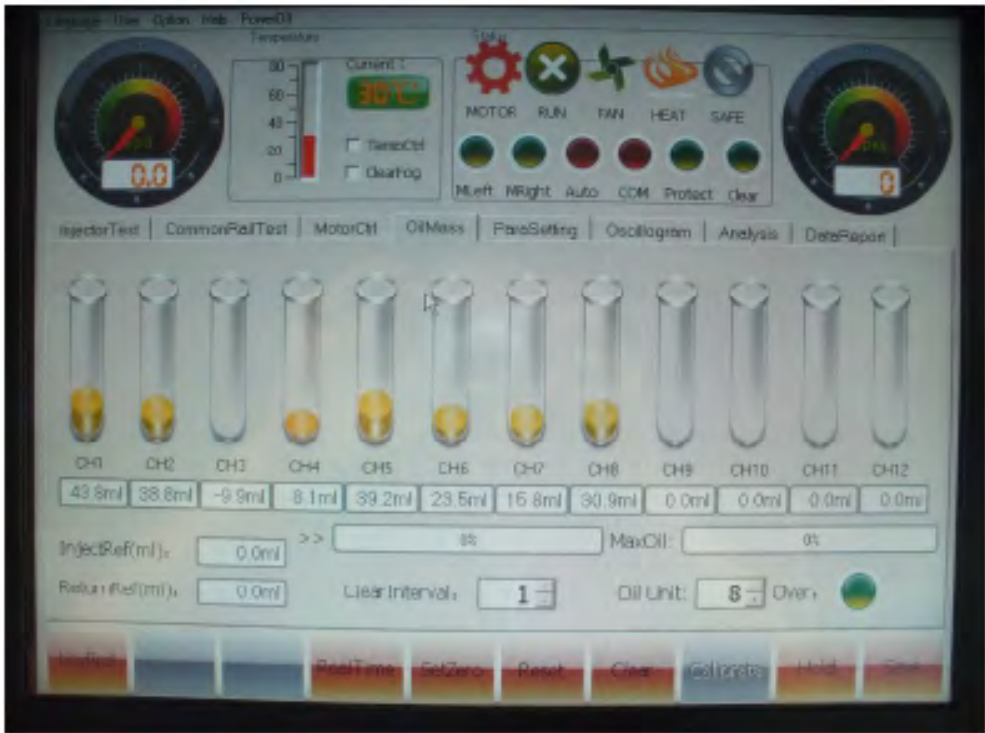 Language User Option Help PowerOil
Temperature
Status
80
60
40
20
0
Current T
30°C
TempCtrl
ClearFog
MOTOR RUN FAN HEAT SAFE
MLeft MRight Auto COM Protect Clear
0.0
0
InjectorTest CommonRailTest MotorCtrl OilMass ParaSetting Oscillogram Analysis DataReport
CH1 CH2 CH3 CH4 CH5 CH6 CH7 CH8 CH9 CH10 CH11 CH12
43.8ml 38.8ml -9.9ml 8.1ml 39.2ml 23.5ml 15.8ml 30.9ml 0.0ml 0.0ml 0.0ml 0.0ml
InjectRef(ml): 0.0ml >> 0% MaxOil: 0%
ReturnRef(ml): 0.0ml Clear Interval: 1 Oil Unit: 8 Over:
RealTime SetZero Reset Clear Calibrate Hold